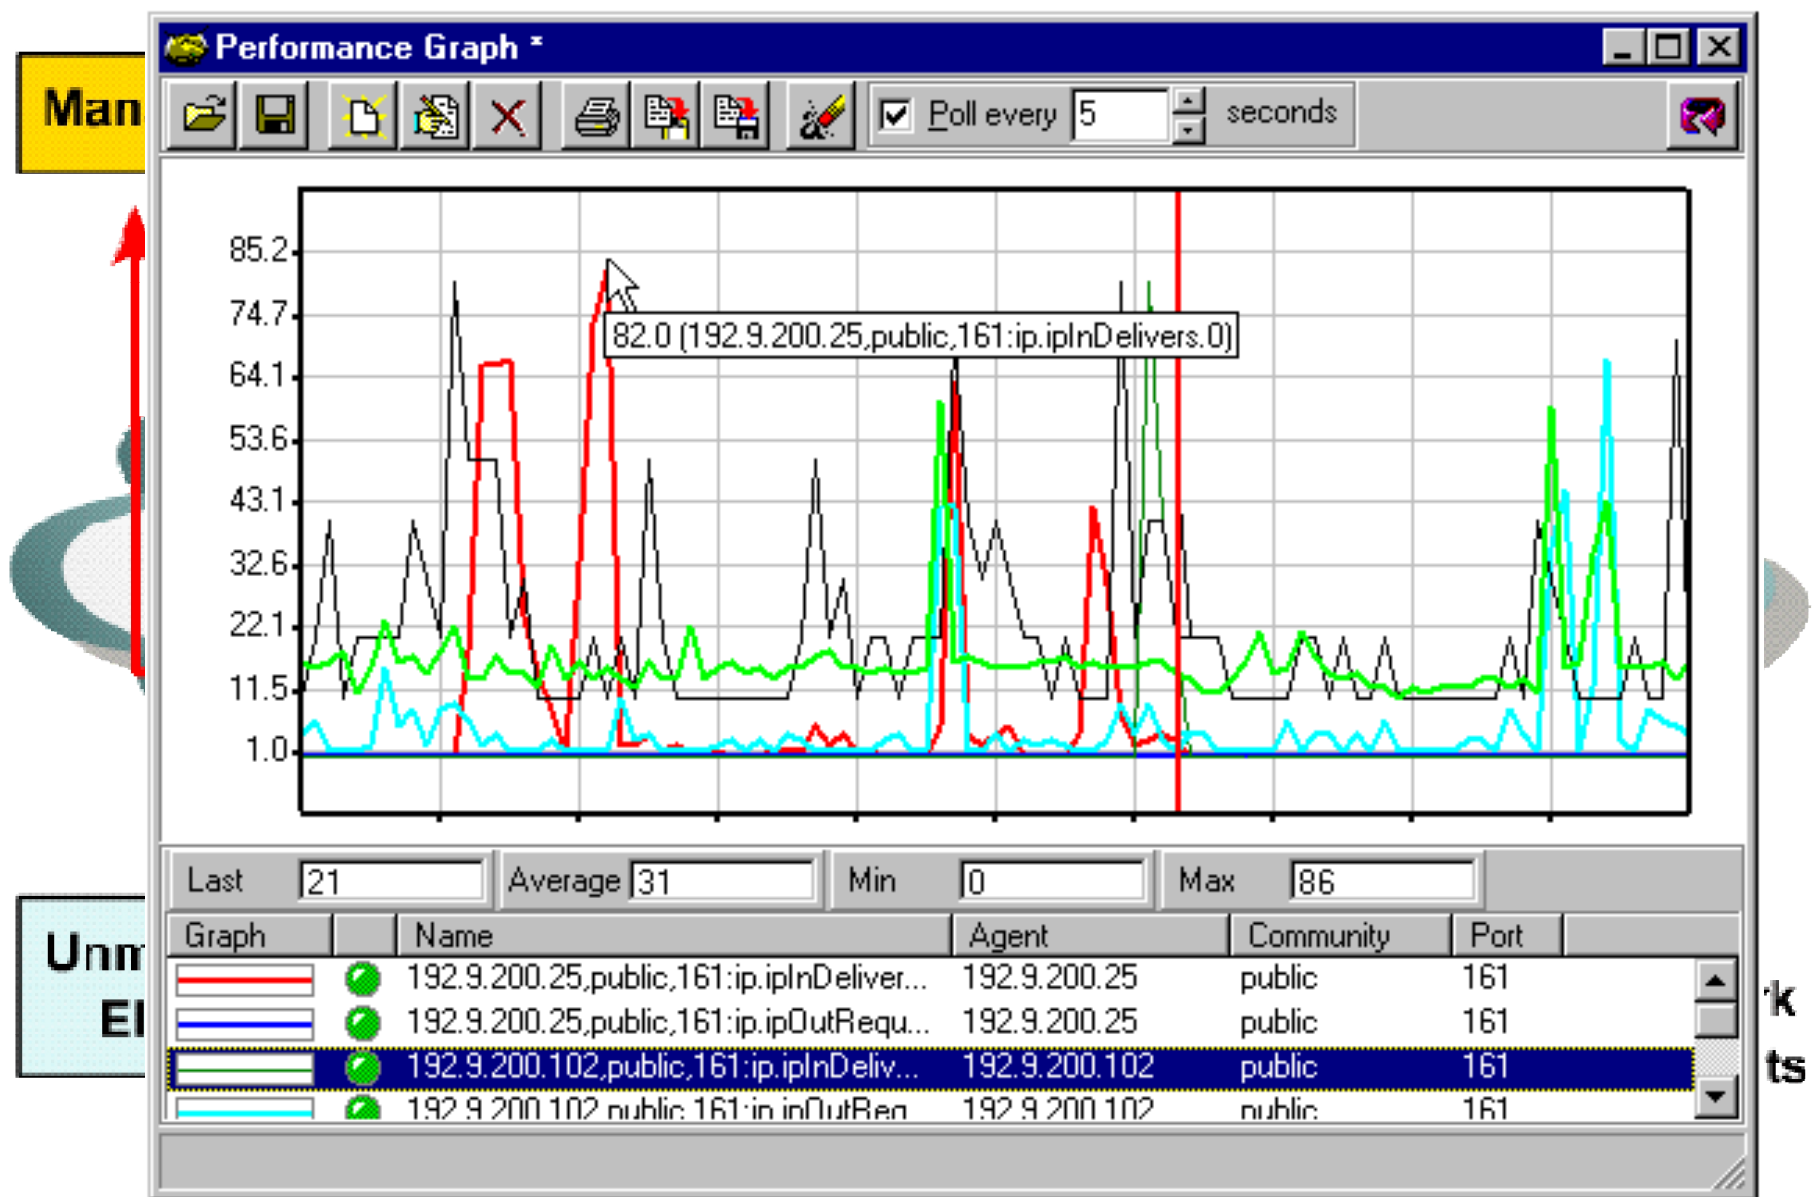 Performance Graph *
Man
Poll every 5 seconds
85.2
74.7
82.0 (192.9.200.25,public,161:ip.ipInDelivers.0)
64.1
53.6
43.1
32.6
22.1
11.5
1.0
Last 21 Average 31 Min 0 Max 86
Graph Name Agent Community Port
192.9.200.25,public,161:ip.ipInDeliver... 192.9.200.25 public 161
192.9.200.25,public,161:ip.ipOutRequ... 192.9.200.25 public 161
192.9.200.102,public,161:ip.ipInDeliv... 192.9.200.102 public 161
192.9.200.102,public,161:ip.ipOutReq 192.9.200.102 public 161
Unm
El
rk
ts